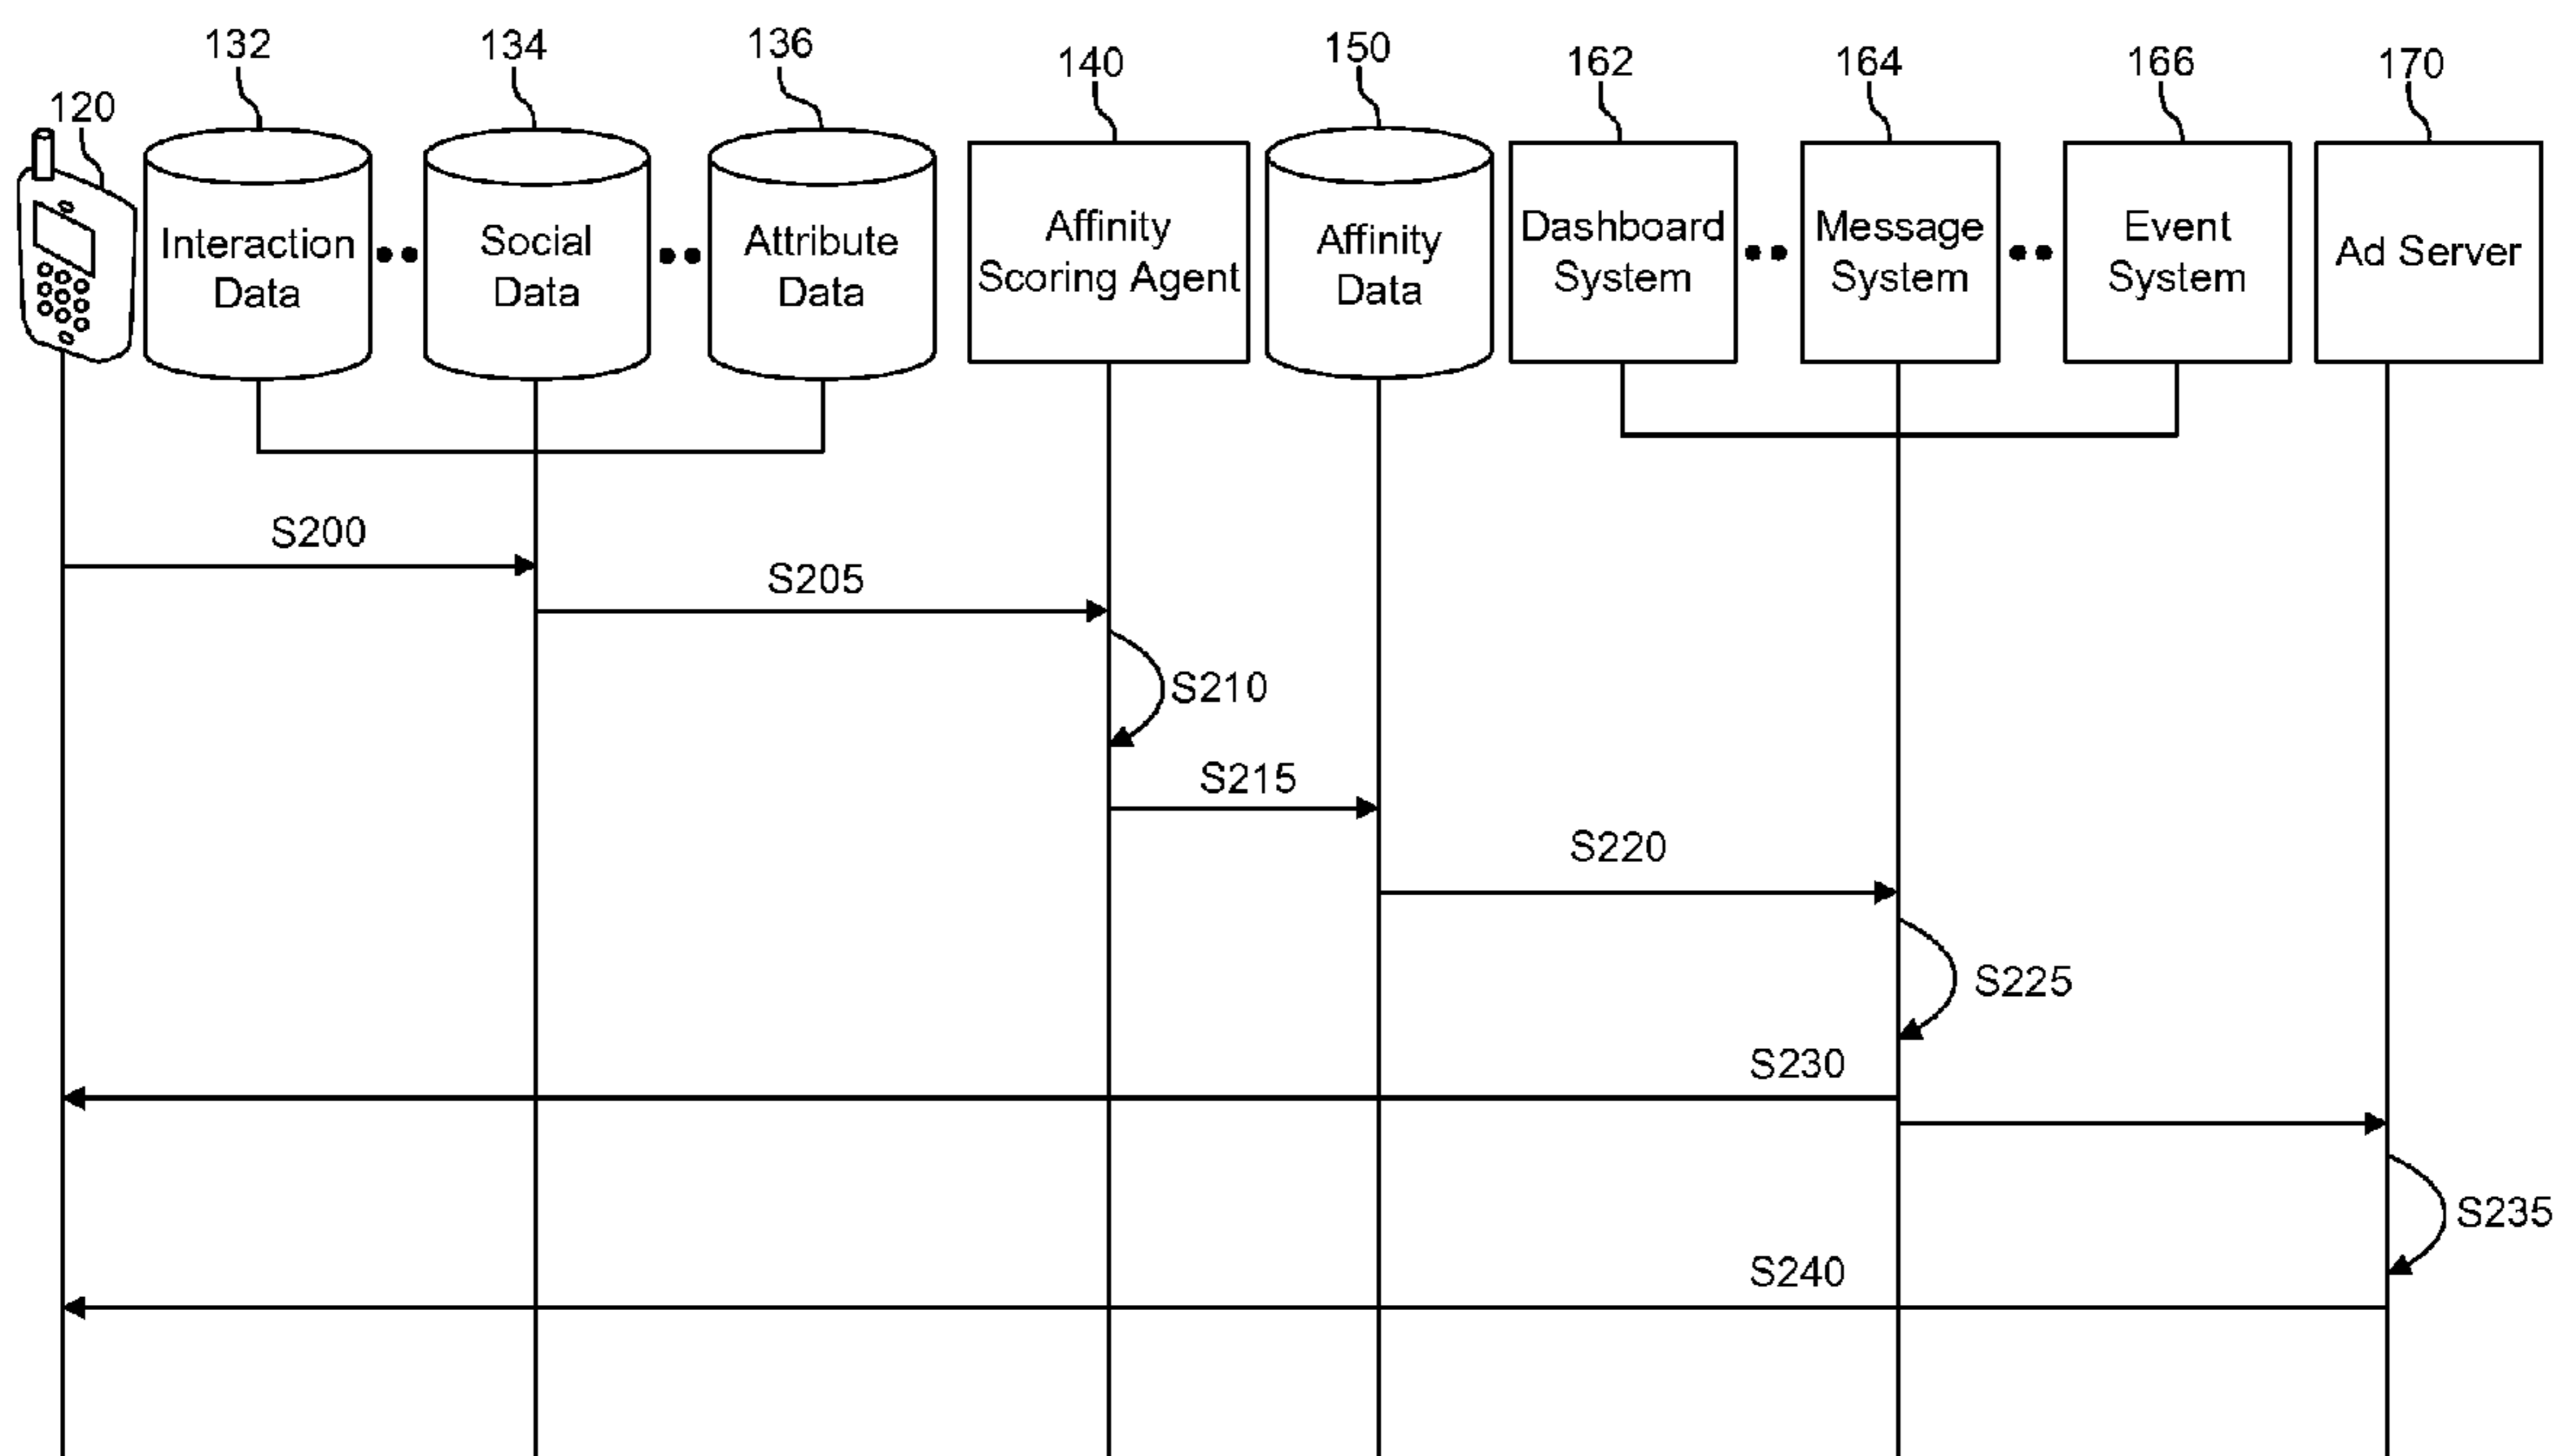 132
134
136
140
150
162
164
166
170
120
Interaction
Data
Social
Data
Attribute
Data
Affinity
Scoring Agent
Affinity
Data
Dashboard
System
Message
System
Event
System
Ad Server
S200
S205
S210
S215
S220
S225
S230
S235
S240